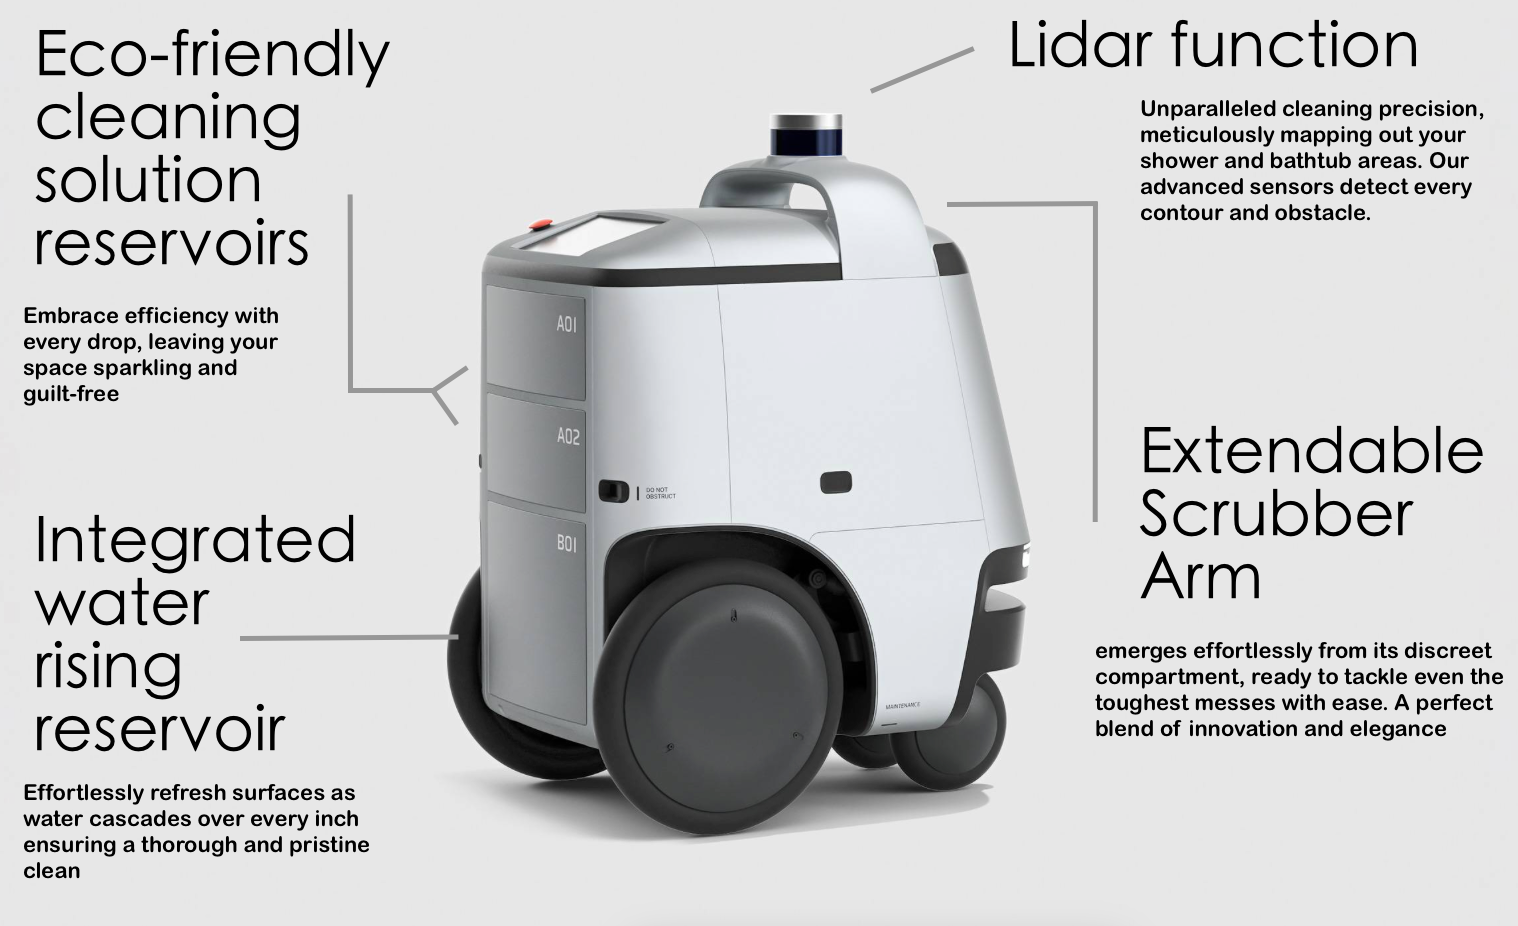 Eco-friendly
cleaning
solution
reservoirs
Embrace efficiency with
every drop, leaving your
space sparkling and
guilt-free
Integrated
water
rising
reservoir
Effortlessly refresh surfaces as
water cascades over every inch
ensuring a thorough and pristine
clean
A01
A02
B01
DO NOT
OBSTRUCT
MAINTENANCE
Lidar function
Unparalleled cleaning precision,
meticulously mapping out your
shower and bathtub areas. Our
advanced sensors detect every
contour and obstacle.
Extendable
Scrubber
Arm
emerges effortlessly from its discreet
compartment, ready to tackle even the
toughest messes with ease. A perfect
blend of innovation and elegance